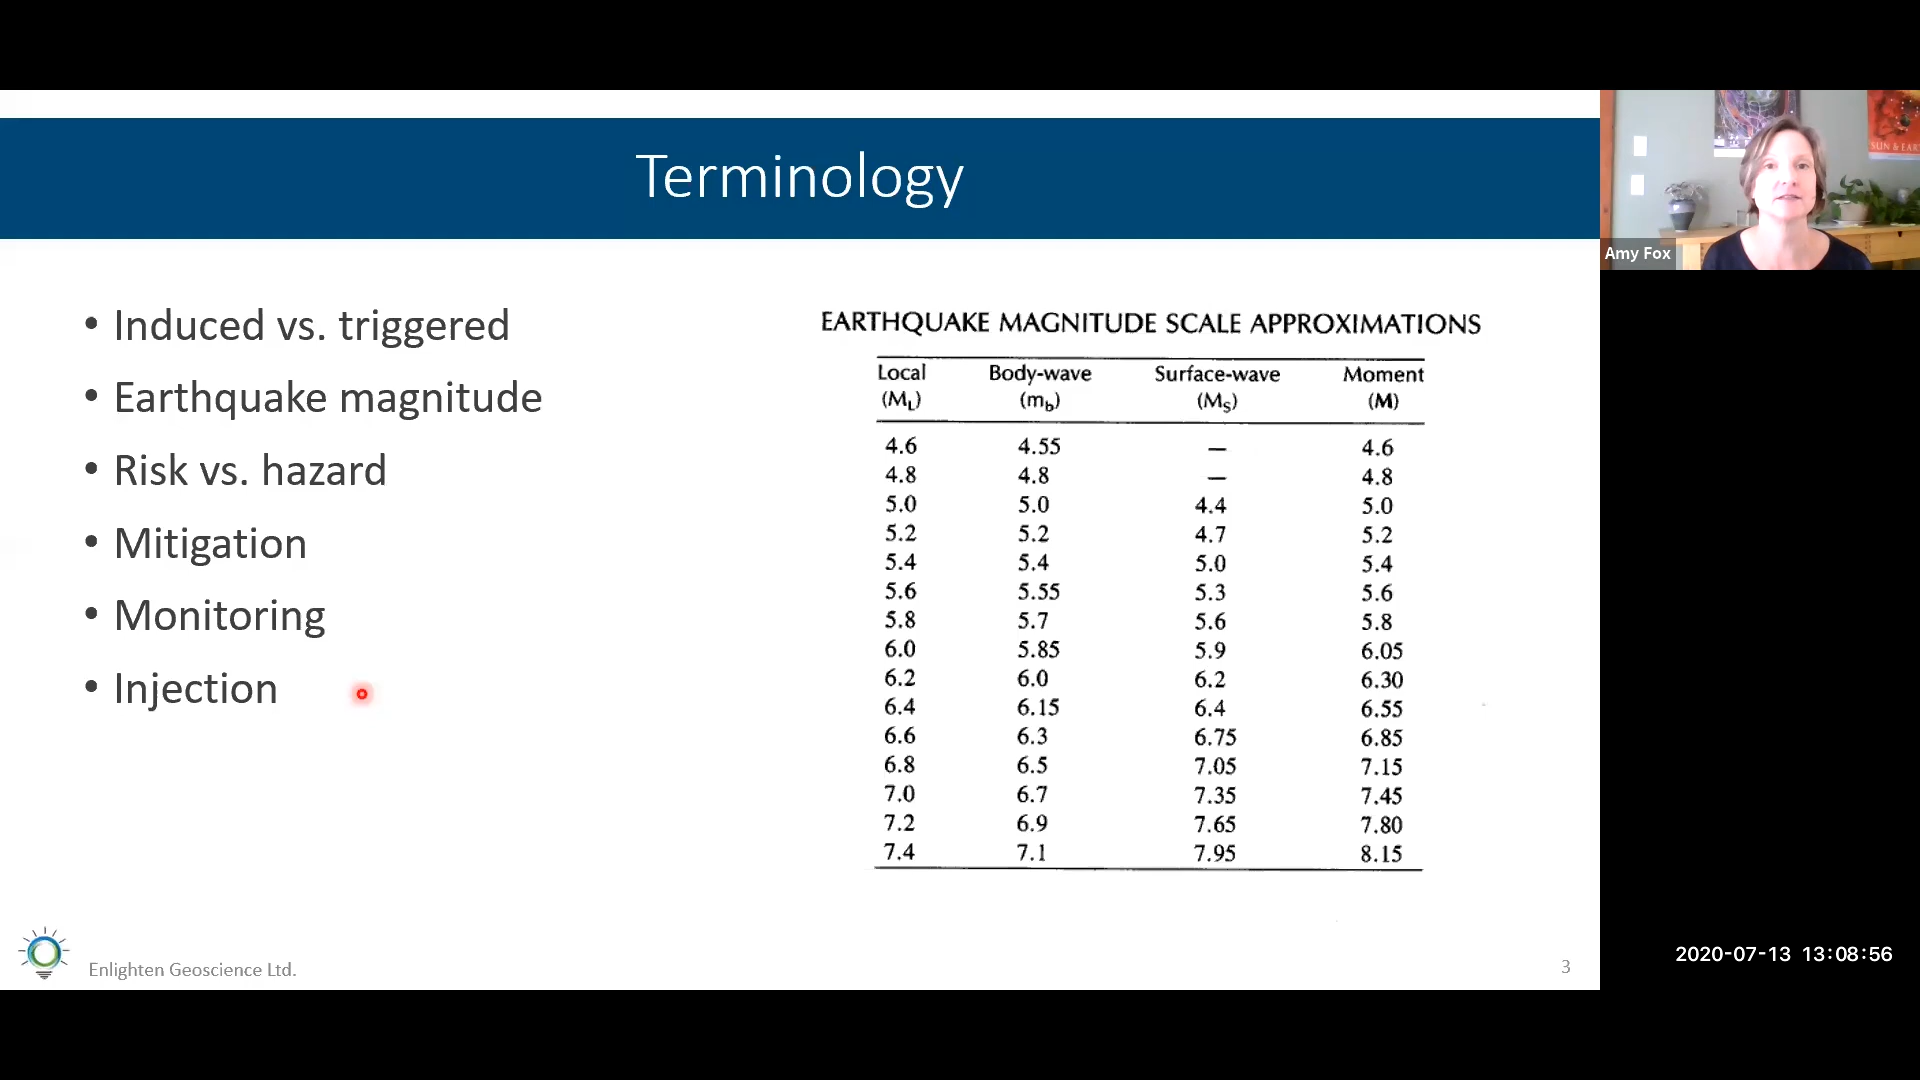 Terminology
SUN & EAR
Amy Fox
• Induced vs. triggered
• Earthquake magnitude
• Risk vs. hazard
• Mitigation
• Monitoring
• Injection
EARTHQUAKE MAGNITUDE SCALE APPROXIMATIONS
Local Body-wave Surface-wave Moment
(ML) (mb) (MS) (M)
4.6 4.55 — 4.6
4.8 4.8 — 4.8
5.0 5.0 4.4 5.0
5.2 5.2 4.7 5.2
5.4 5.4 5.0 5.4
5.6 5.55 5.3 5.6
5.8 5.7 5.6 5.8
6.0 5.85 5.9 6.05
6.2 6.0 6.2 6.30
6.4 6.15 6.4 6.55
6.6 6.3 6.75 6.85
6.8 6.5 7.05 7.15
7.0 6.7 7.35 7.45
7.2 6.9 7.65 7.80
7.4 7.1 7.95 8.15
Enlighten Geoscience Ltd.
3
2020-07-13 13:08:56